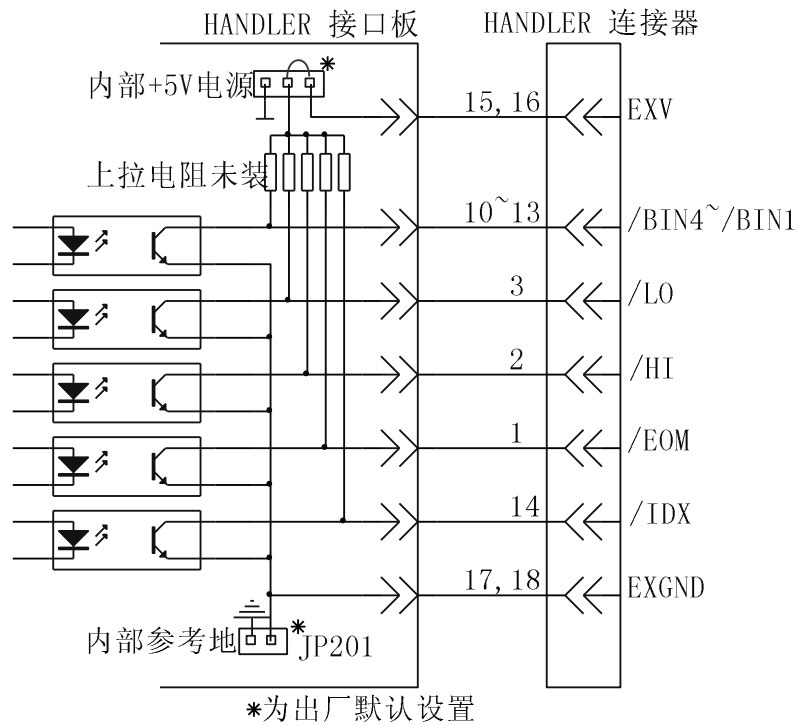 HANDLER 接口板 HANDLER 连接器
内部+5V电源
15, 16 EXV
上拉电阻未装
10~13 /BIN4~/BIN1
3 /LO
2 /HI
1 /EOM
14 /IDX
17, 18 EXGND
内部参考地 JP201
*为出厂默认设置